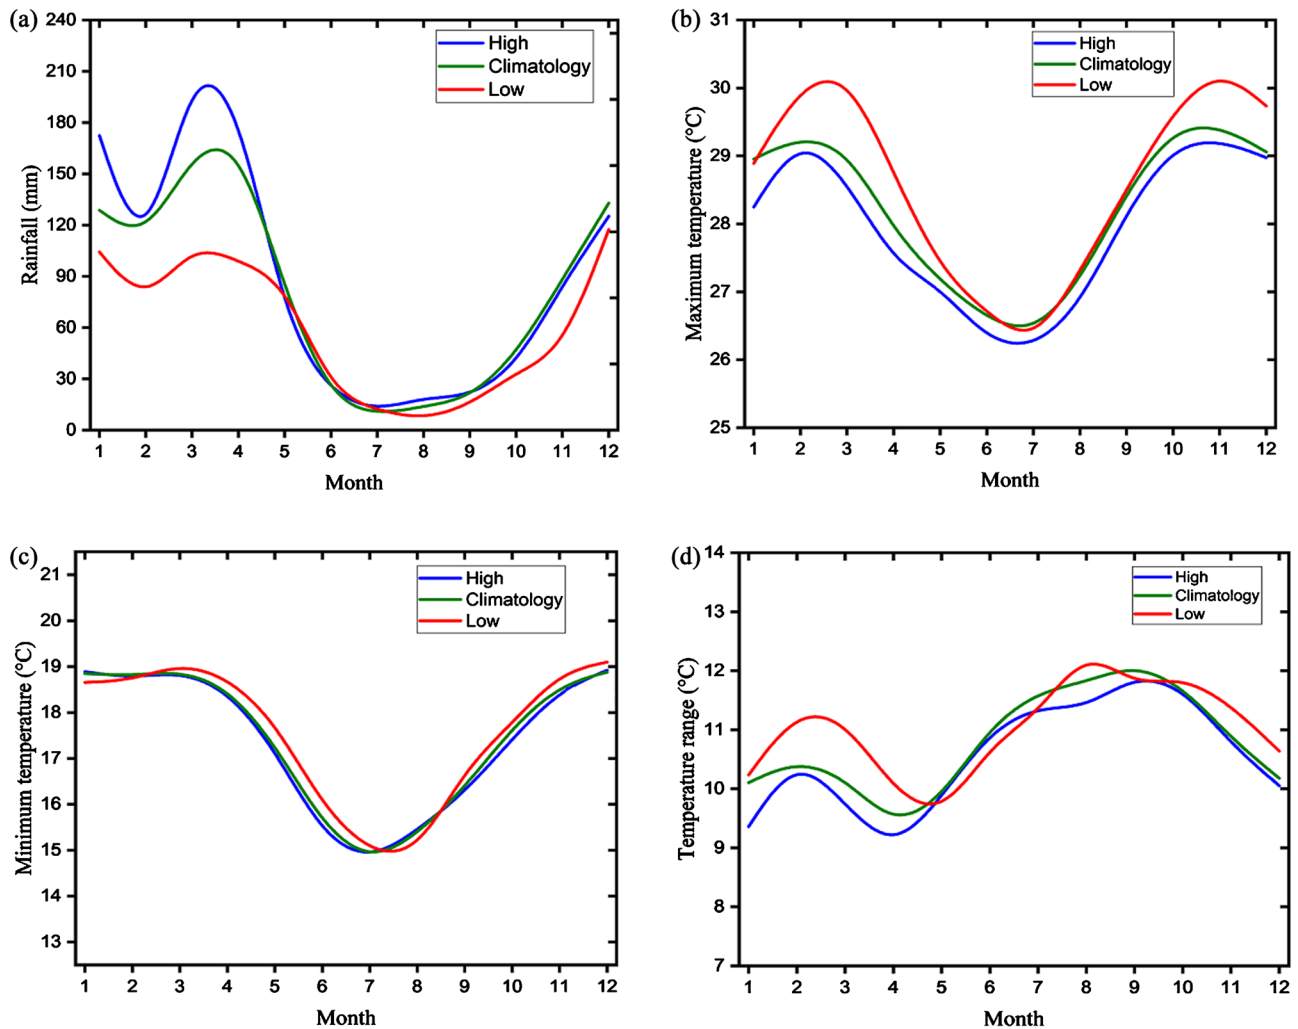 (a)
240
210
180
150
120
90
60
30
0
Rainfall (mm)
High
Climatology
Low
1 2 3 4 5 6 7 8 9 10 11 12
Month
(b)
31
30
29
28
27
26
25
Maximum temperature (°C)
High
Climatology
Low
1 2 3 4 5 6 7 8 9 10 11 12
Month
(c)
21
20
19
18
17
16
15
14
13
Minimum temperature (°C)
High
Climatology
Low
1 2 3 4 5 6 7 8 9 10 11 12
Month
(d)
14
13
12
11
10
9
8
7
Temperature range (°C)
High
Climatology
Low
1 2 3 4 5 6 7 8 9 10 11 12
Month